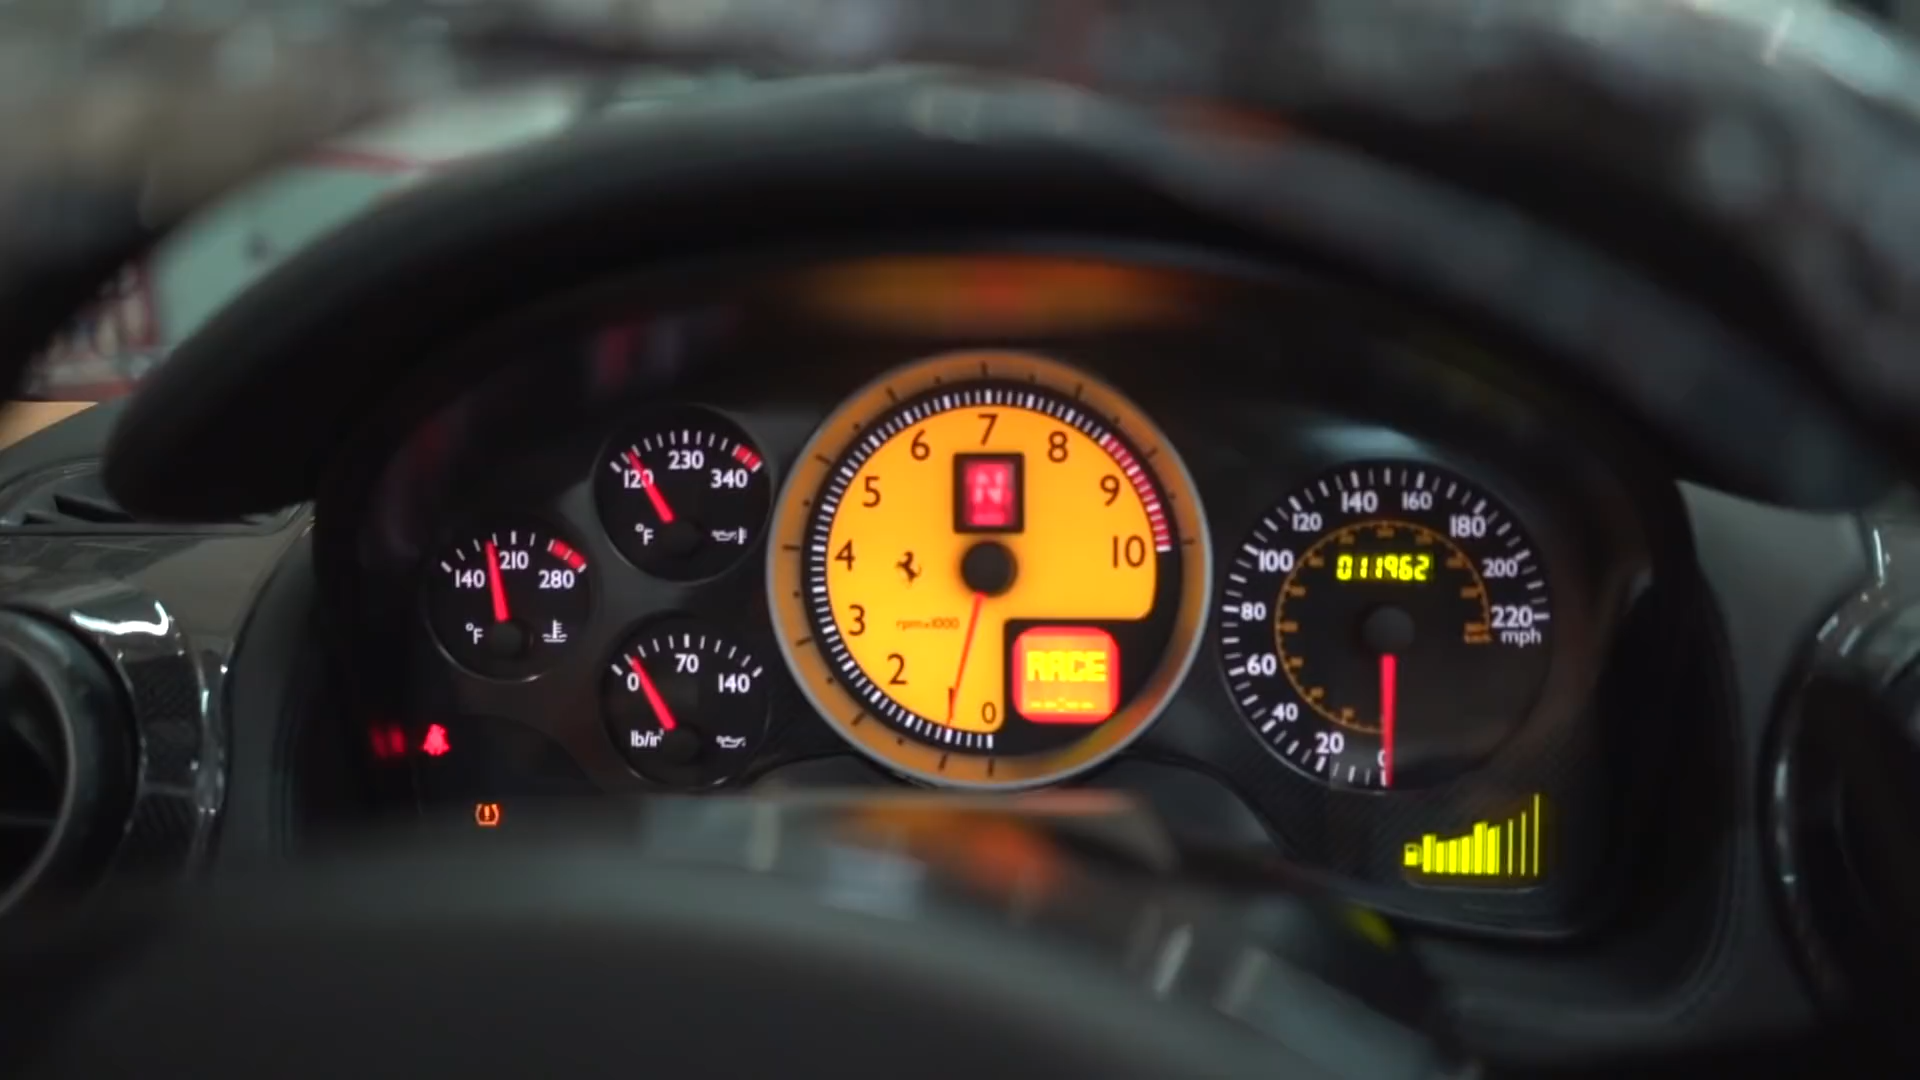 120 230 340
°F
140 210 280
°F
0 70 140
lb/in²
0 1 2 3 4 5 6 7 8 9 10
N
rpm×1000
RACE
--:--
0 20 40 60 80 100 120 140 160 180 200 220
mph
011962